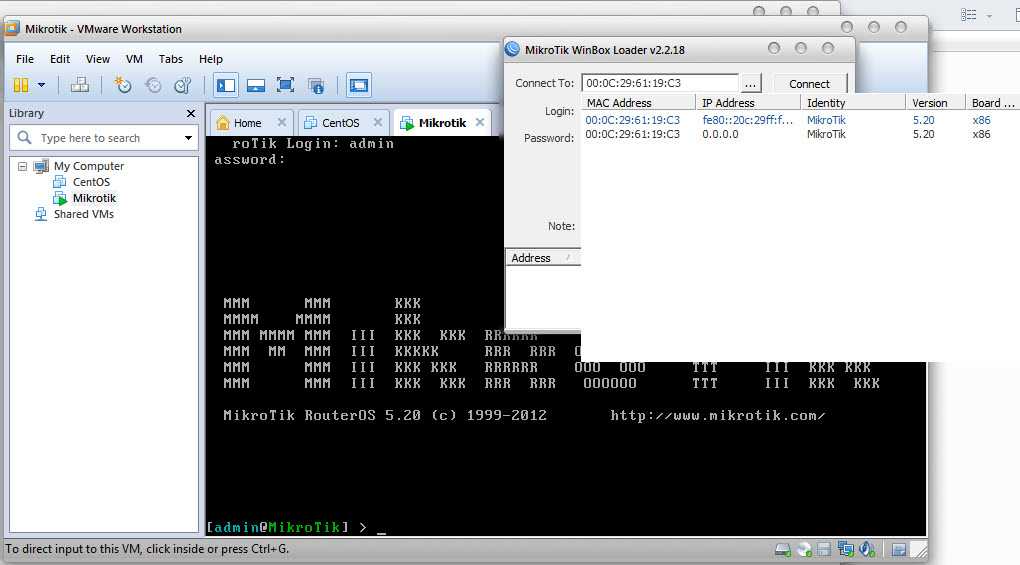 Mikrotik - VMware Workstation
File Edit View VM Tabs Help
Library
Type here to search
My Computer
CentOS
Mikrotik
Shared VMs
Home
CentOS
Mikrotik
roTik Login: admin
assword:
MMM MMM KKK
MMMM MMMM KKK
MMM MMMM MMM III KKK KKK RRRRRR
MMM MM MMM III KKKKK RRR RRR O
MMM MMM III KKK KKK RRRRRR OOO OOO TTT III KKK KKK
MMM MMM III KKK KKK RRR RRR OOOOOO TTT III KKK KKK
MikroTik RouterOS 5.20 (c) 1999-2012 http://www.mikrotik.com/
[admin@MikroTik] > _
To direct input to this VM, click inside or press Ctrl+G.
MikroTik WinBox Loader v2.2.18
Connect To: 00:0C:29:61:19:C3 ... Connect
Login:
Password:
Note:
Address
MAC Address IP Address Identity Version Board ...
00:0C:29:61:19:C3 fe80::20c:29ff:f... MikroTik 5.20 x86
00:0C:29:61:19:C3 0.0.0.0 MikroTik 5.20 x86